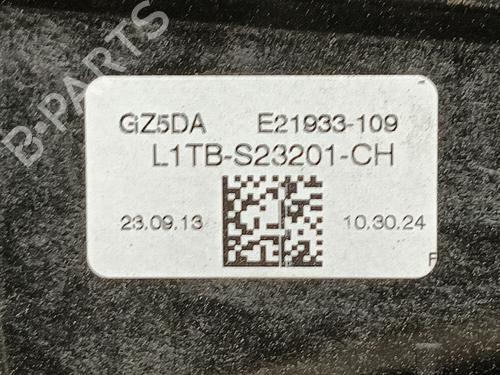 B-PARTS
GZ5DA E21933-109
L1TB-S23201-CH
23.09.13 10.30.24
F